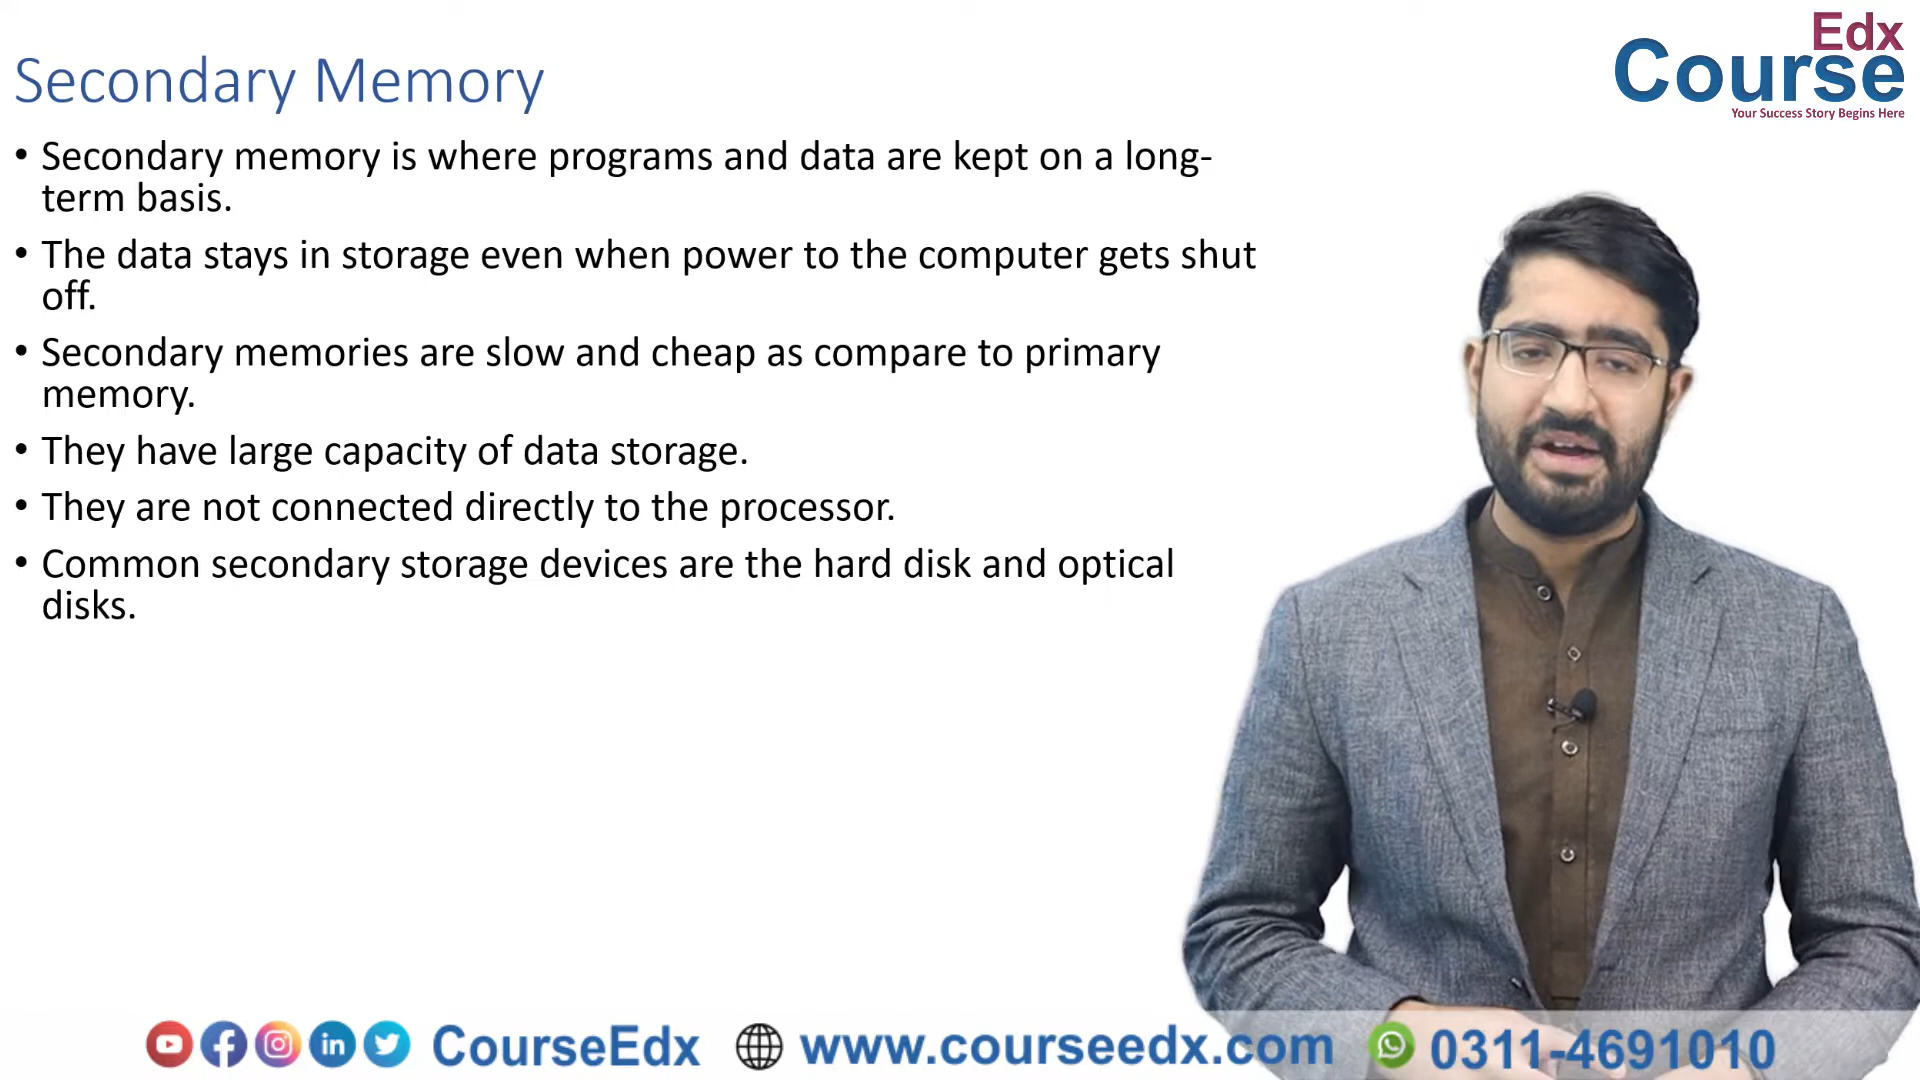 Edx
Course
Your Success Story Begins Here
Secondary Memory
• Secondary memory is where programs and data are kept on a long-
term basis.
• The data stays in storage even when power to the computer gets shut
off.
• Secondary memories are slow and cheap as compare to primary
memory.
• They have large capacity of data storage.
• They are not connected directly to the processor.
• Common secondary storage devices are the hard disk and optical
disks.
CourseEdx www.courseedx.com 0311-4691010